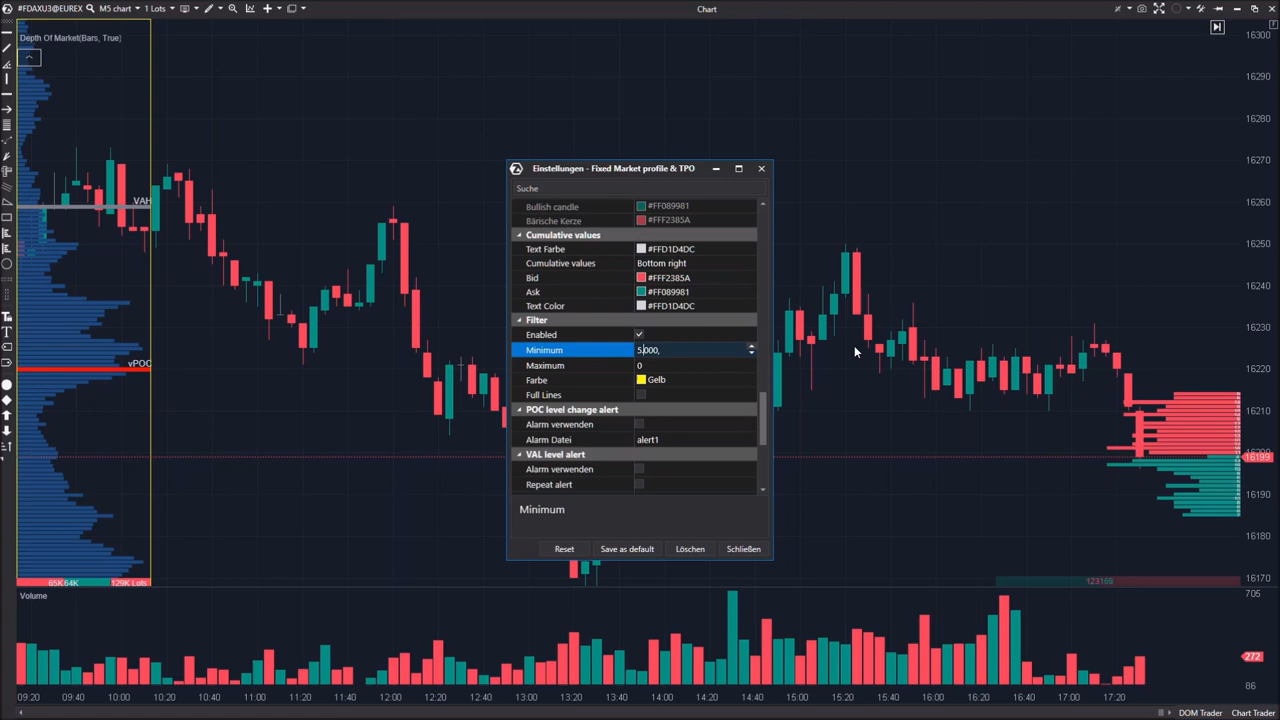 #FDAXU3@EUREX M5 chart 1 Lots Chart
Depth Of Market(Bars, True)
VAH
vPOC
65K 64K 129K Lots
Einstellungen - Fixed Market profile & TPO
Suche
Bullish candle #FF089981
Bärische Kerze #FFF2385A
Cumulative values
Text Farbe #FFD1D4DC
Cumulative values Bottom right
Bid #FFF2385A
Ask #FF089981
Text Color #FFD1D4DC
Filter
Enabled
Minimum 5.000,
Maximum 0
Farbe Gelb
Full Lines
POC level change alert
Alarm verwenden
Alarm Datei alert1
VAL level alert
Alarm verwenden
Repeat alert
Minimum
Reset Save as default Löschen Schließen
16300
16290
16280
16270
16260
16250
16240
16230
16220
16210
16200
16199
16190
16180
16170
123169
Volume
705
272
86
09:20 09:40 10:00 10:20 10:40 11:00 11:20 11:40 12:00 12:20 12:40 13:00 13:20 13:40 14:00 14:20 14:40 15:00 15:20 15:40 16:00 16:20 16:40 17:00 17:20
DOM Trader Chart Trader